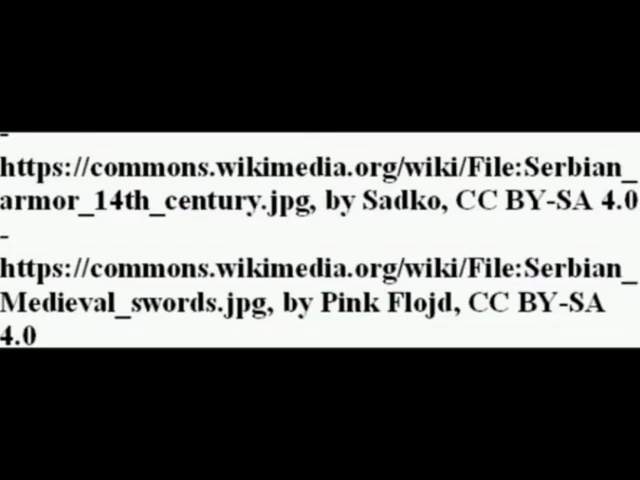 -
https://commons.wikimedia.org/wiki/File:Serbian_
armor_14th_century.jpg, by Sadko, CC BY-SA 4.0
-
https://commons.wikimedia.org/wiki/File:Serbian_
Medieval_swords.jpg, by Pink Flojd, CC BY-SA
4.0